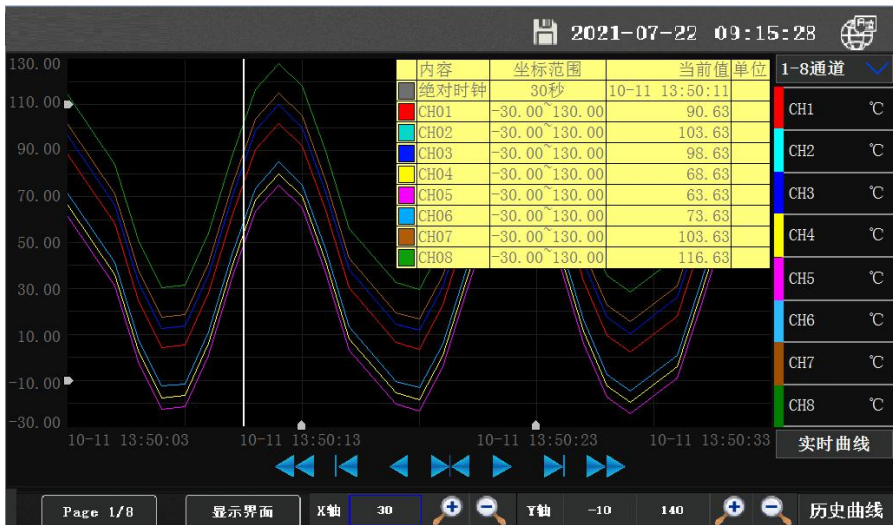 2021-07-22 09:15:28
130.00
110.00
90.00
70.00
50.00
30.00
10.00
-10.00
-30.00
内容 坐标范围 当前值 单位
绝对时钟 30秒 10-11 13:50:11
CH01 -30.00~130.00 90.63
CH02 -30.00~130.00 103.63
CH03 -30.00~130.00 98.63
CH04 -30.00~130.00 68.63
CH05 -30.00~130.00 63.63
CH06 -30.00~130.00 73.63
CH07 -30.00~130.00 103.63
CH08 -30.00~130.00 116.63
1-8通道
CH1 ℃
CH2 ℃
CH3 ℃
CH4 ℃
CH5 ℃
CH6 ℃
CH7 ℃
CH8 ℃
实时曲线
10-11 13:50:03 10-11 13:50:13 10-11 13:50:23 10-11 13:50:33
Page 1/8 显示界面 X轴 30 Y轴 -10 140 历史曲线